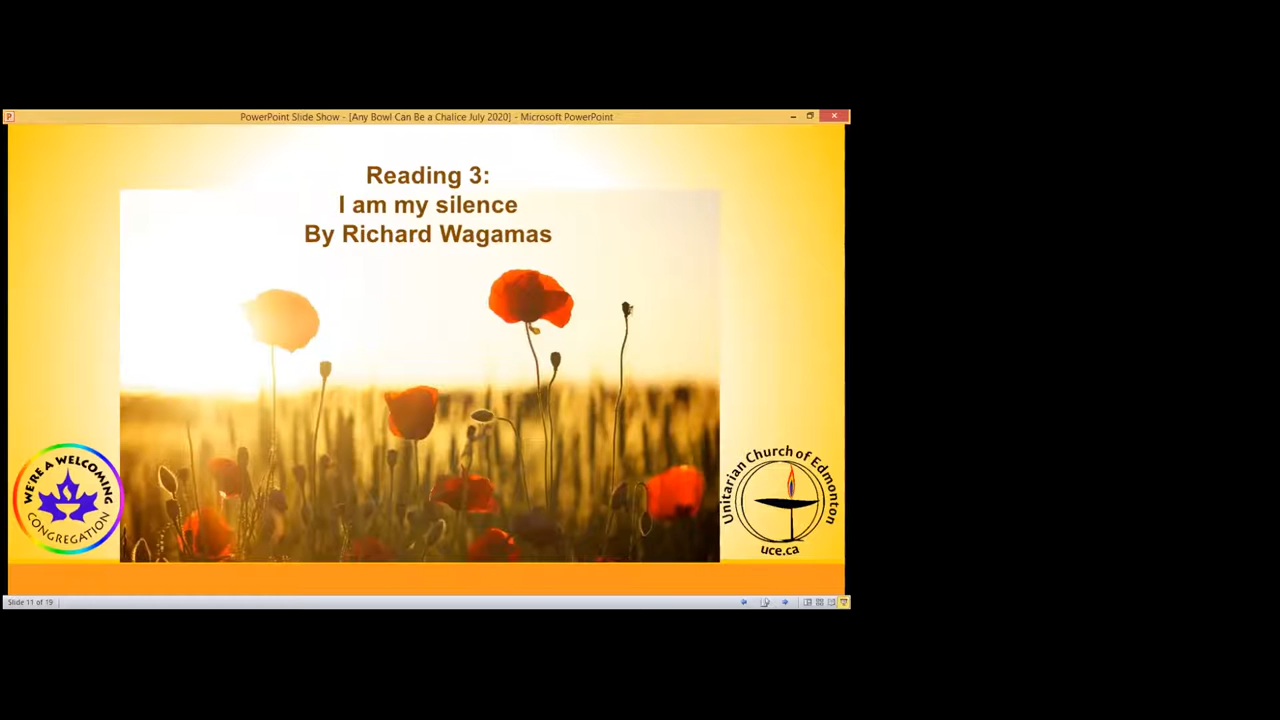 PowerPoint Slide Show - [Any Bowl Can Be a Chalice July 2020] - Microsoft PowerPoint
Reading 3:
I am my silence
By Richard Wagamas
WE'RE A WELCOMING
CONGREGATION
Unitarian Church of Edmonton
uce.ca
Slide 11 of 19